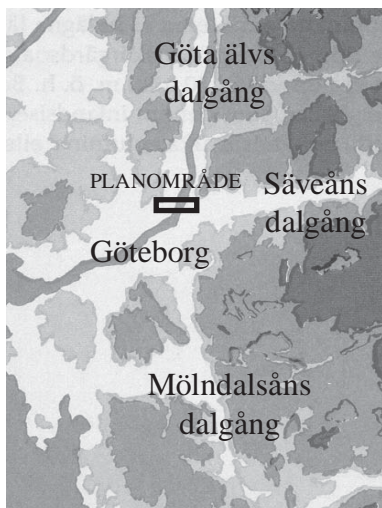 Göta älvs
dalgång
PLANOMRÅDE
Säveåns
dalgång
Göteborg
Mölndalsåns
dalgång